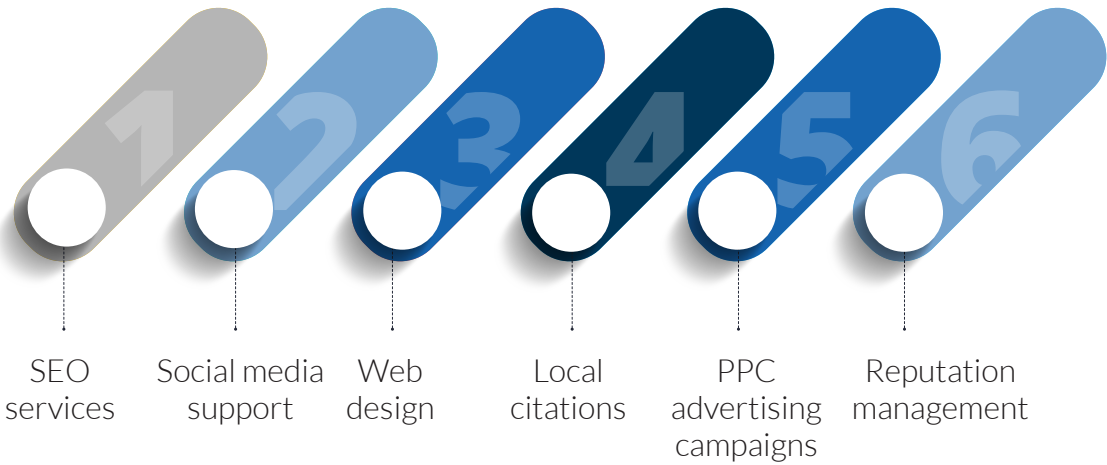 1
2
3
4
5
6
SEO
services
Social media
support
Web
design
Local
citations
PPC
advertising
campaigns
Reputation
management